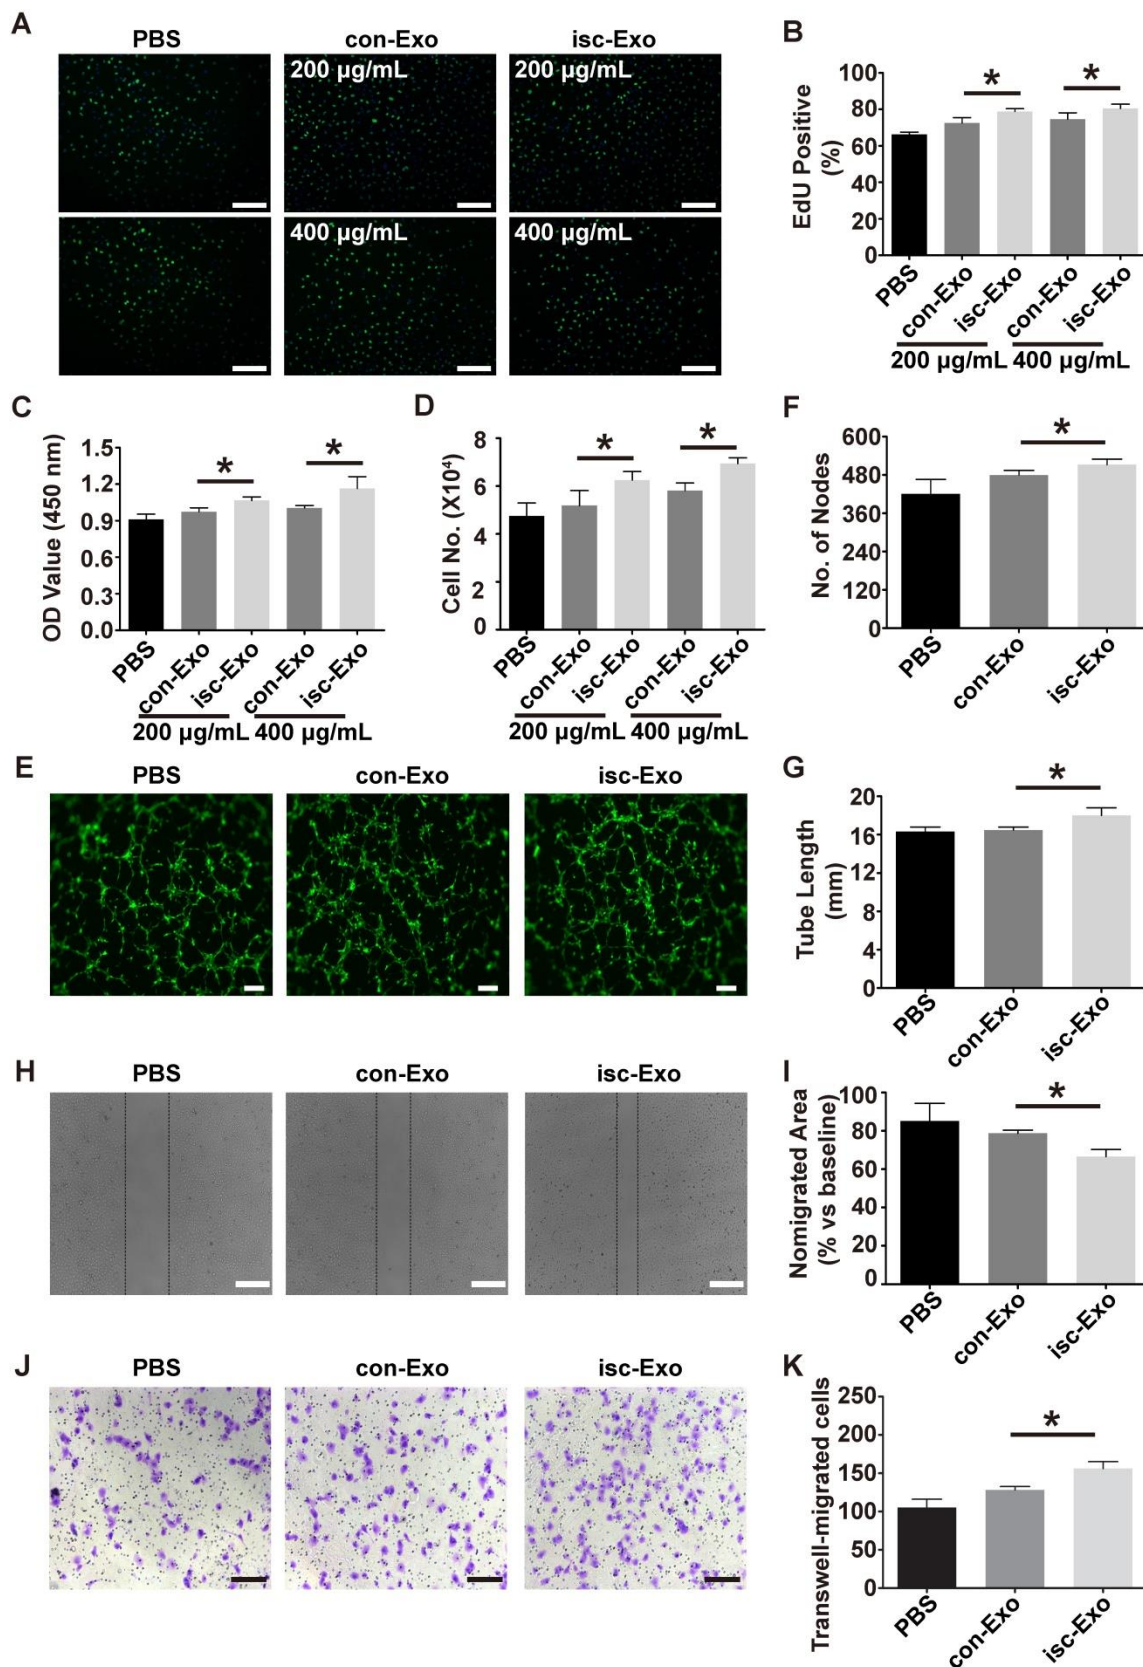 A
PBS
con-Exo
isc-Exo
200 µg/mL
200 µg/mL
400 µg/mL
400 µg/mL
B
EdU Positive
(%)
100
80
60
40
20
0
*
*
PBS
con-Exo
isc-Exo
con-Exo
isc-Exo
200 µg/mL
400 µg/mL
C
OD Value (450 nm)
1.5
1.2
0.9
0.6
0.3
0.0
*
*
PBS
con-Exo
isc-Exo
con-Exo
isc-Exo
200 µg/mL
400 µg/mL
D
Cell No. (X10⁴)
8
6
4
2
0
*
*
PBS
con-Exo
isc-Exo
con-Exo
isc-Exo
200 µg/mL
400 µg/mL
F
No. of Nodes
600
480
360
240
120
0
*
PBS
con-Exo
isc-Exo
E
PBS
con-Exo
isc-Exo
G
Tube Length
(mm)
20
16
12
8
4
0
*
PBS
con-Exo
isc-Exo
H
PBS
con-Exo
isc-Exo
I
Nomigrated Area
(% vs baseline)
100
80
60
40
20
0
*
PBS
con-Exo
isc-Exo
J
PBS
con-Exo
isc-Exo
K
Transwell-migrated cells
250
200
150
100
50
0
*
PBS
con-Exo
isc-Exo